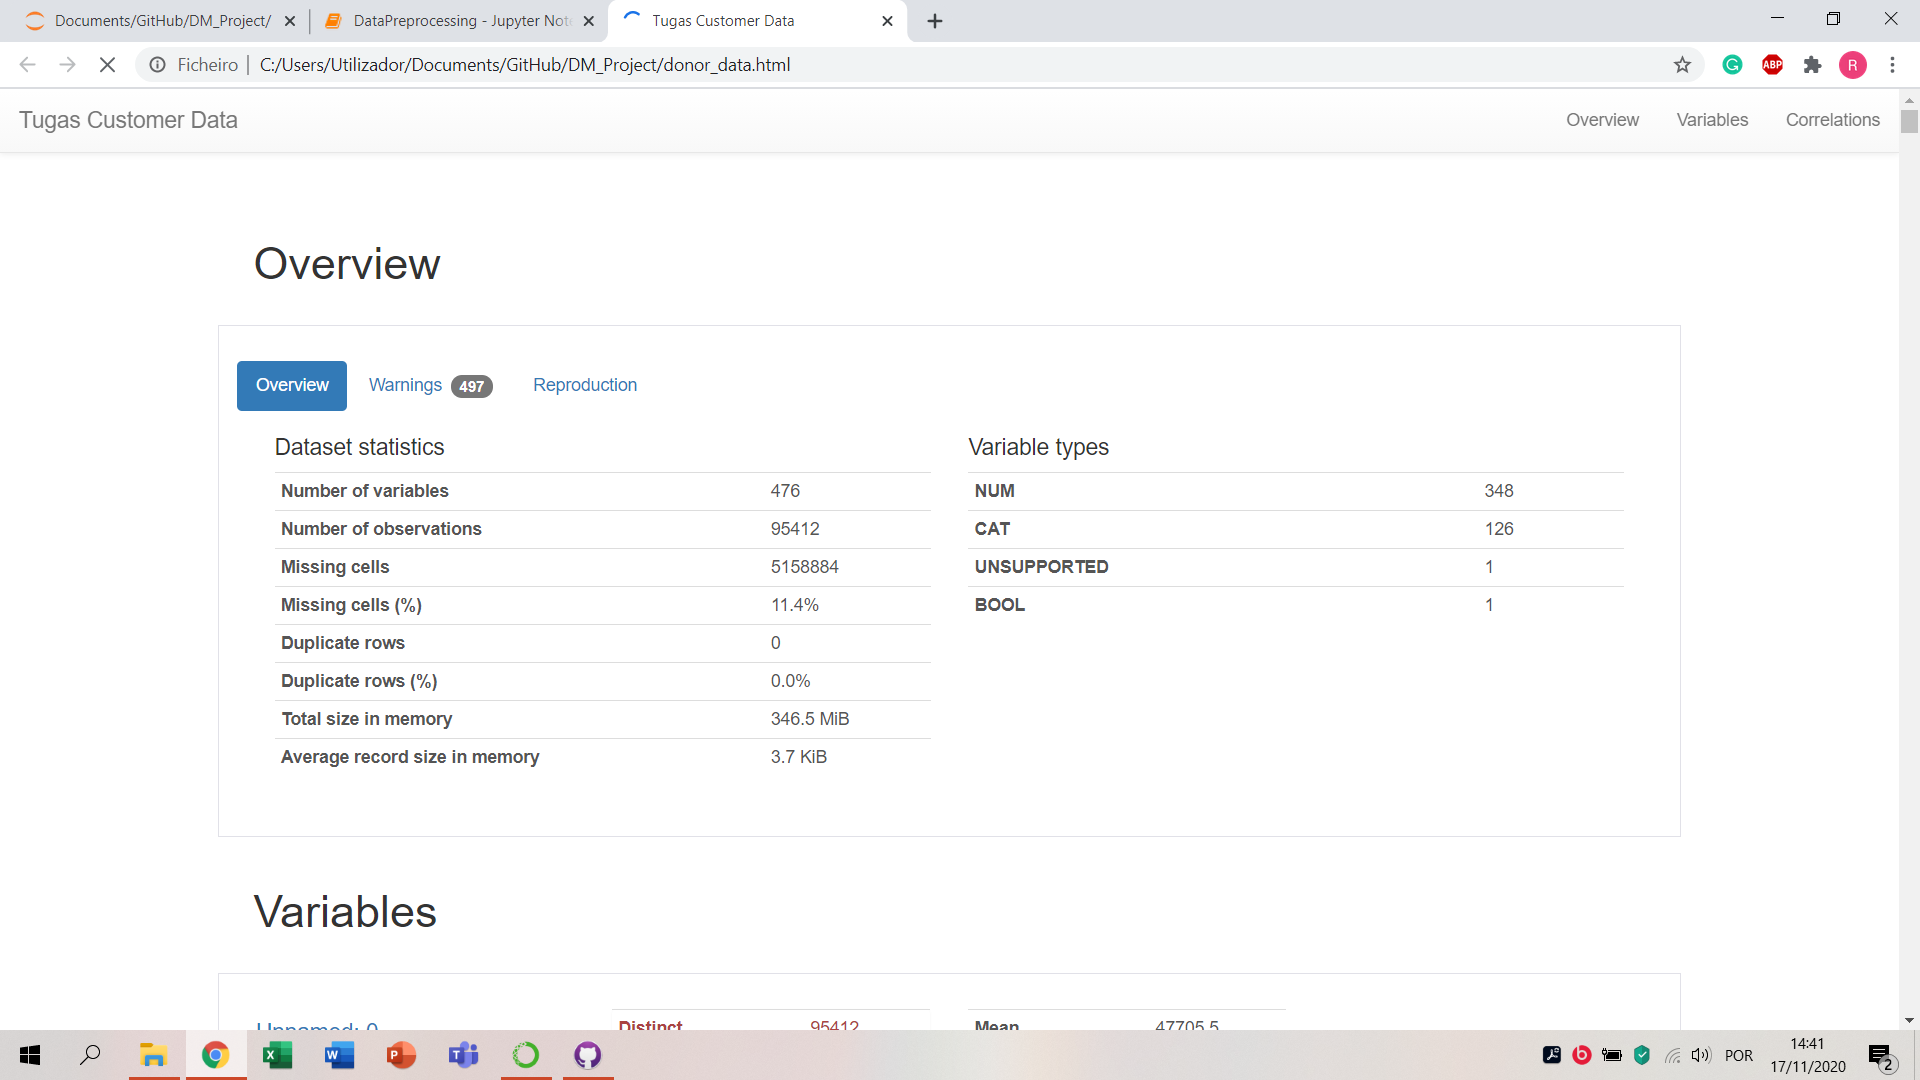 Documents/GitHub/DM_Project/
DataPreprocessing - Jupyter Not
Tugas Customer Data
Ficheiro
C:/Users/Utilizador/Documents/GitHub/DM_Project/donor_data.html
ABP
R
Tugas Customer Data
Overview
Variables
Correlations
Overview
Overview
Warnings 497
Reproduction
Dataset statistics
Number of variables 476
Number of observations 95412
Missing cells 5158884
Missing cells (%) 11.4%
Duplicate rows 0
Duplicate rows (%) 0.0%
Total size in memory 346.5 MiB
Average record size in memory 3.7 KiB
Variable types
NUM 348
CAT 126
UNSUPPORTED 1
BOOL 1
Variables
Unnamed: 0
Distinct 95412
Mean 47705.5
POR
14:41
17/11/2020
2